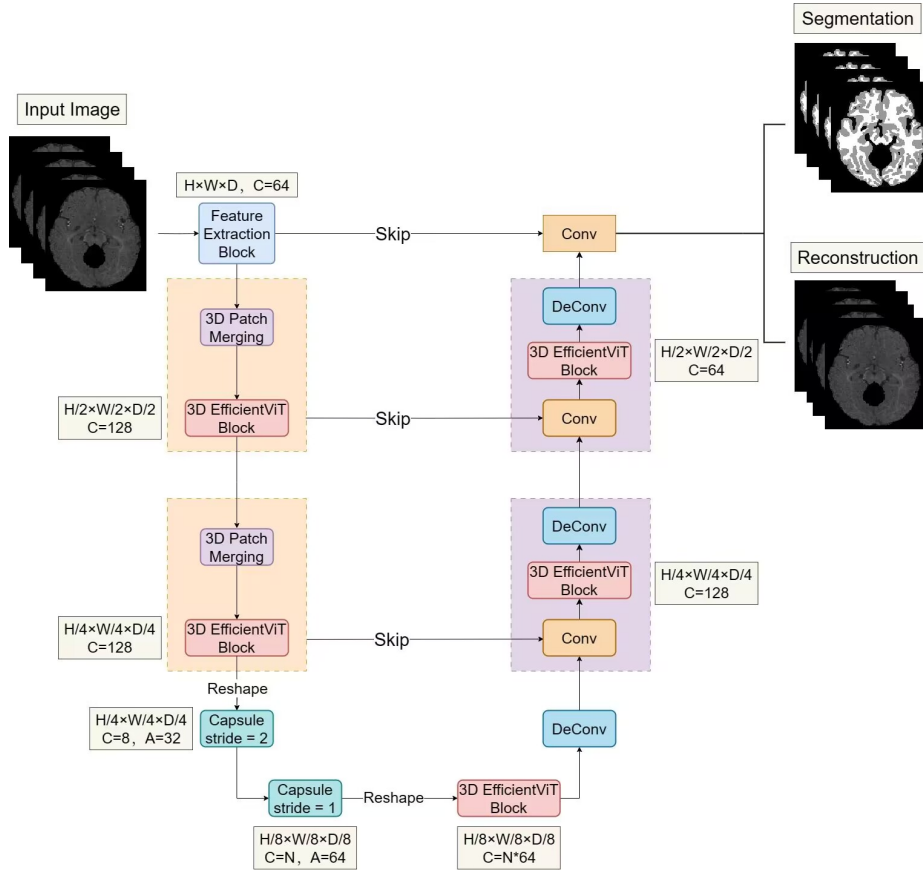 Segmentation
Input Image
H×W×D, C=64
Feature
Extraction
Block
Skip
Conv
Reconstruction
3D Patch
Merging
DeConv
3D EfficientViT
Block
H/2×W/2×D/2
C=64
H/2×W/2×D/2
C=128
3D EfficientViT
Block
Skip
Conv
3D Patch
Merging
DeConv
3D EfficientViT
Block
H/4×W/4×D/4
C=128
H/4×W/4×D/4
C=128
3D EfficientViT
Block
Skip
Conv
Reshape
H/4×W/4×D/4
C=8, A=32
Capsule
stride = 2
DeConv
Capsule
stride = 1
Reshape
3D EfficientViT
Block
H/8×W/8×D/8
C=N, A=64
H/8×W/8×D/8
C=N*64